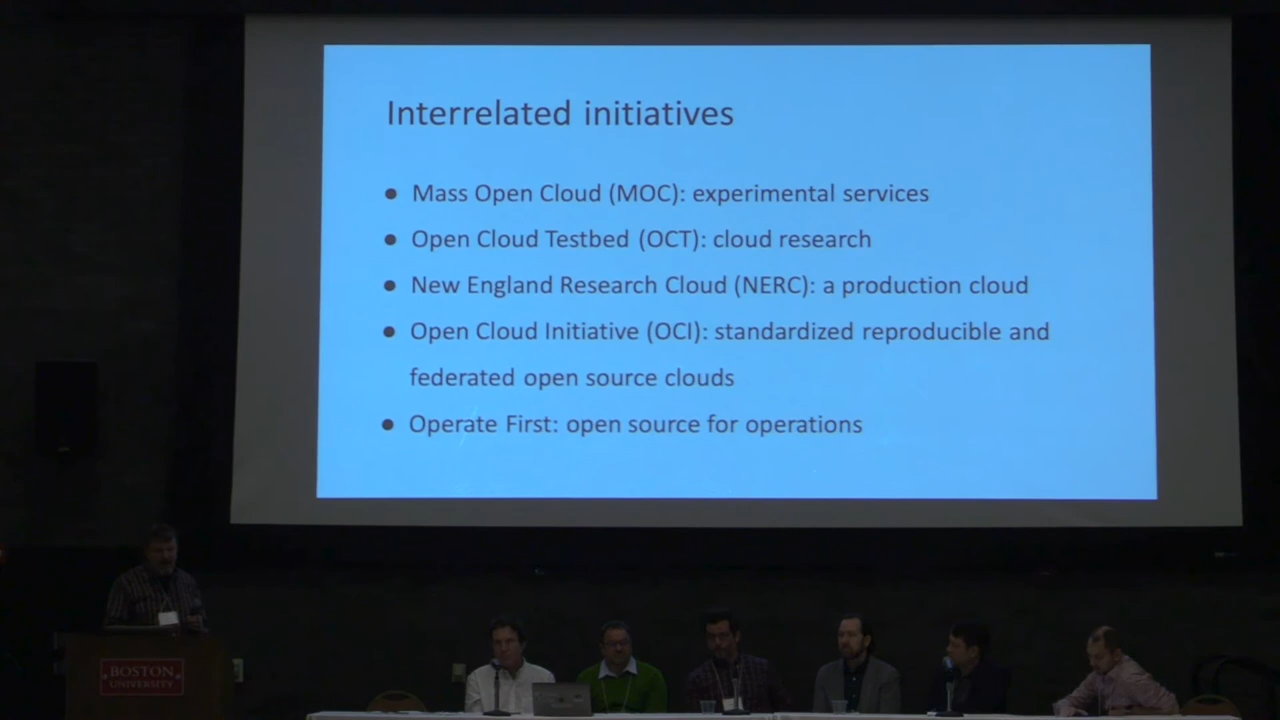 Interrelated initiatives
● Mass Open Cloud (MOC): experimental services
● Open Cloud Testbed (OCT): cloud research
● New England Research Cloud (NERC): a production cloud
● Open Cloud Initiative (OCI): standardized reproducible and
federated open source clouds
● Operate First: open source for operations
BOSTON
UNIVERSITY